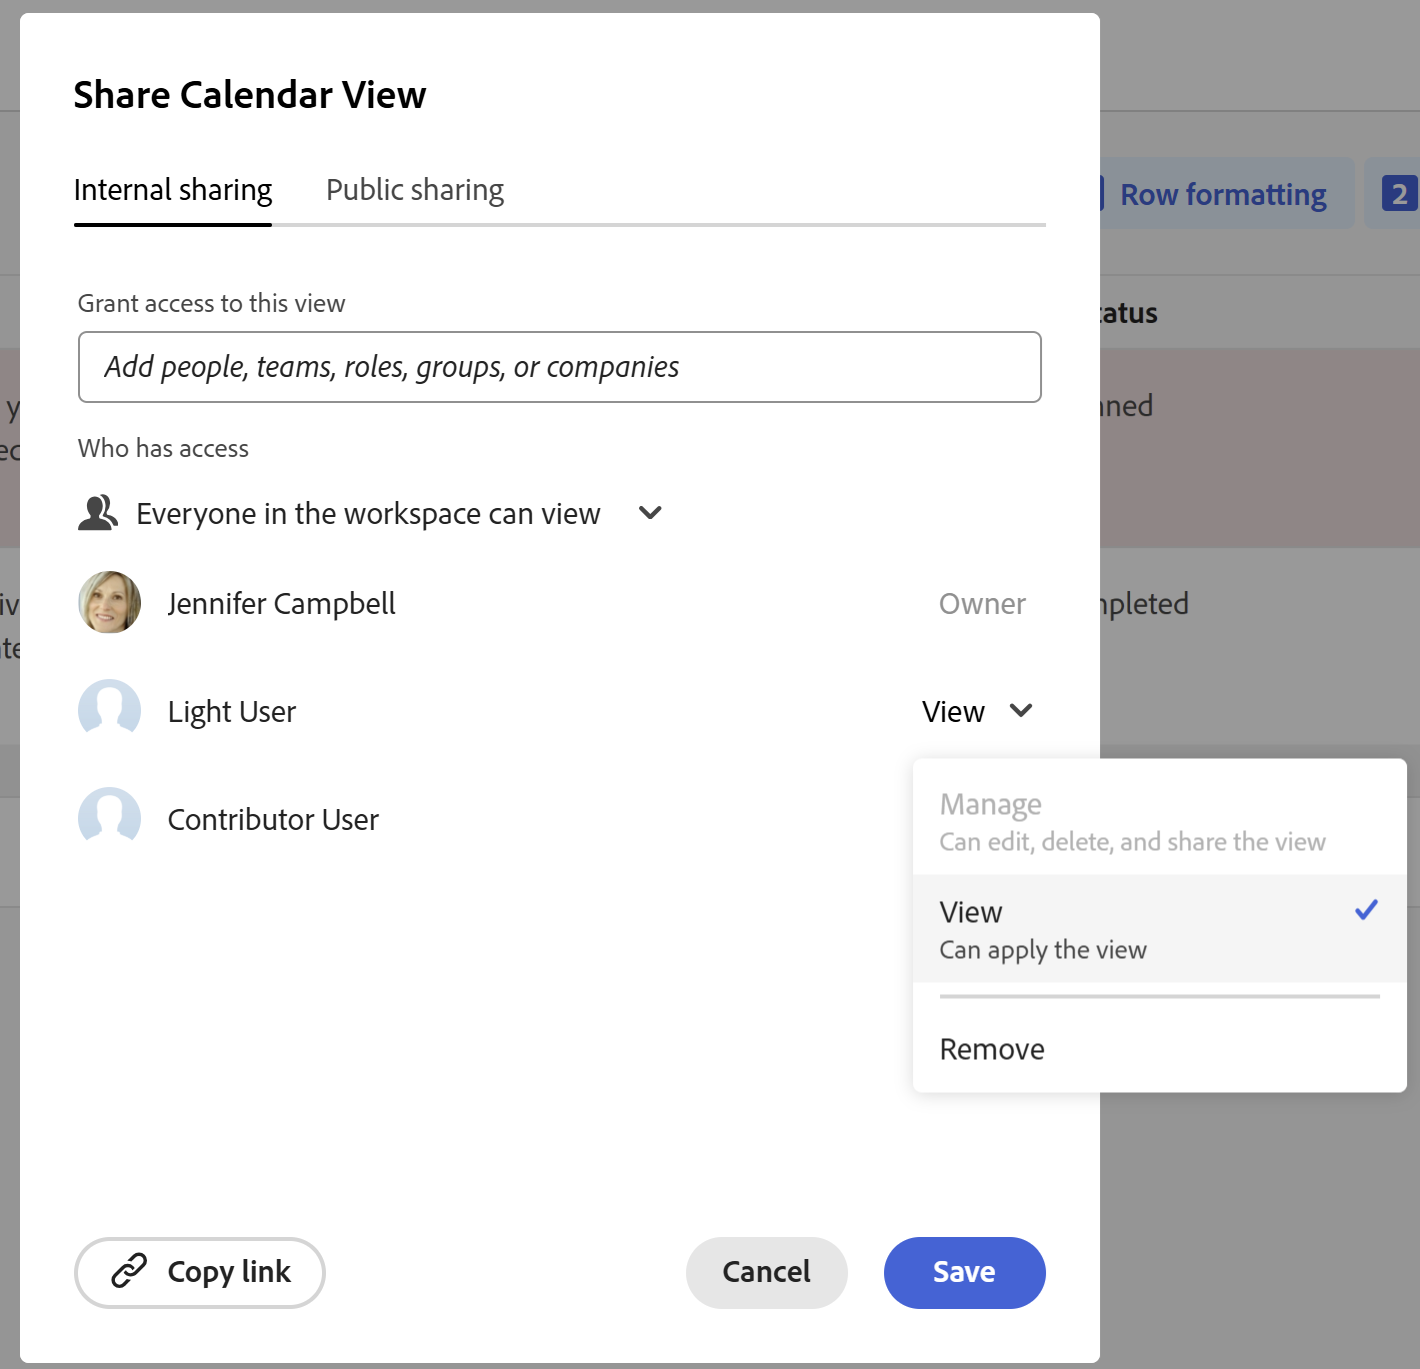 Share Calendar View
Internal sharing
Public sharing
Row formatting
2
Grant access to this view
Add people, teams, roles, groups, or companies
Who has access
Everyone in the workspace can view
Jennifer Campbell
Owner
Light User
View
Contributor User
Manage
Can edit, delete, and share the view
View
Can apply the view
Remove
Copy link
Cancel
Save